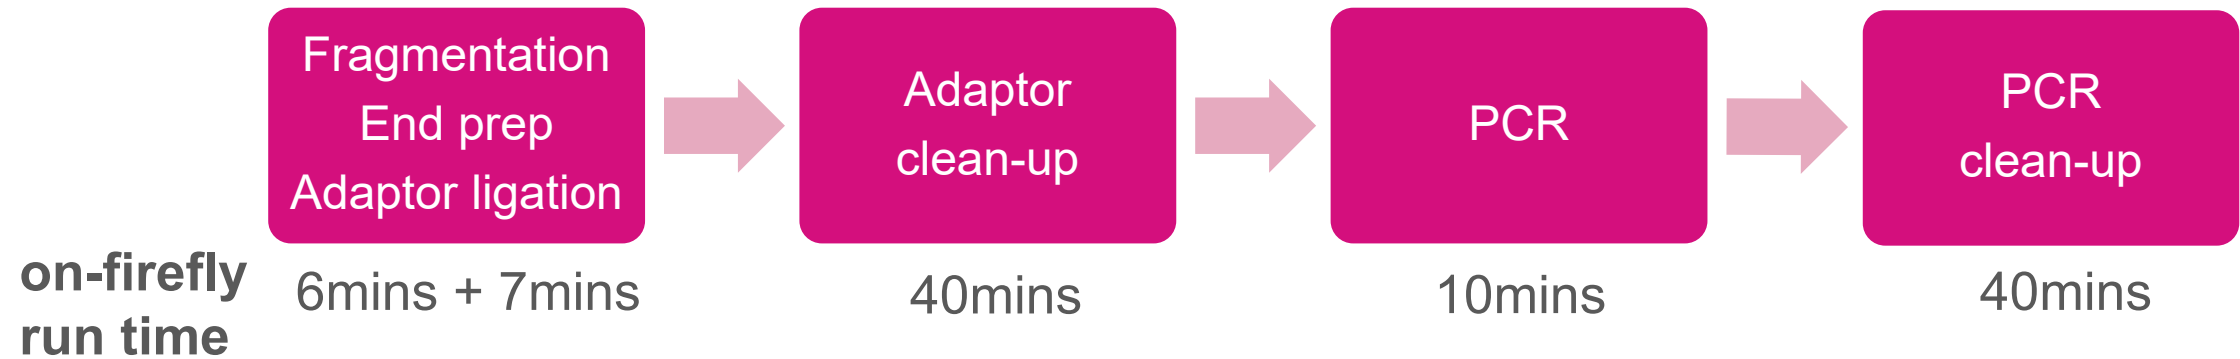 Fragmentation
End prep
Adaptor ligation
Adaptor
clean-up
PCR
PCR
clean-up
on-firefly
run time
6mins + 7mins
40mins
10mins
40mins